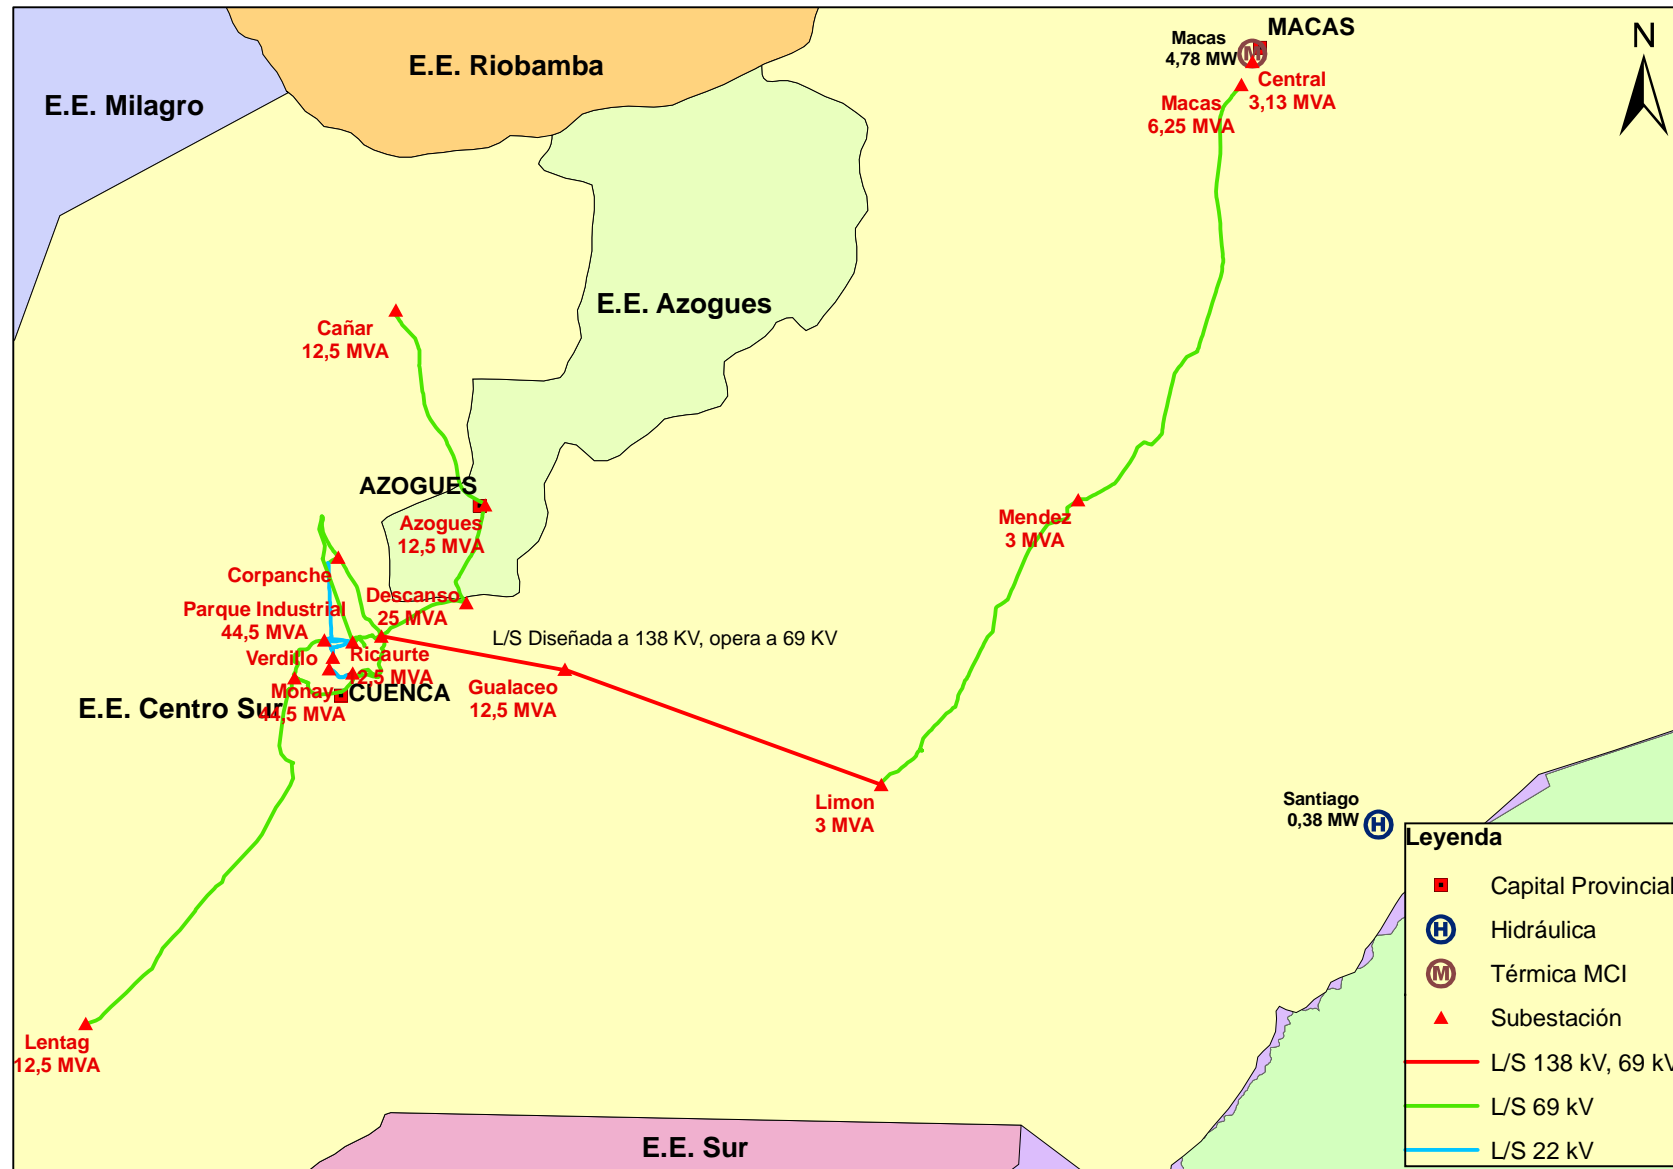 MACAS
Macas
4,78 MW
N
E.E. Riobamba
E.E. Milagro
Central
3,13 MVA
Macas
6,25 MVA
E.E. Azogues
Cañar
12,5 MVA
AZOGUES
Azogues
12,5 MVA
Mendez
3 MVA
Corpanche
Descanso
25 MVA
Parque Industrial
44,5 MVA
L/S Diseñada a 138 KV, opera a 69 KV
Verdillo
Ricaurte
12,5 MVA
Monay
44,5 MVA
CUENCA
Gualaceo
12,5 MVA
E.E. Centro Sur
Limon
3 MVA
Santiago
0,38 MW
Leyenda
Capital Provincial
H Hidráulica
M Térmica MCI
Subestación
L/S 138 kV, 69 kV
L/S 69 kV
L/S 22 kV
Lentag
12,5 MVA
E.E. Sur